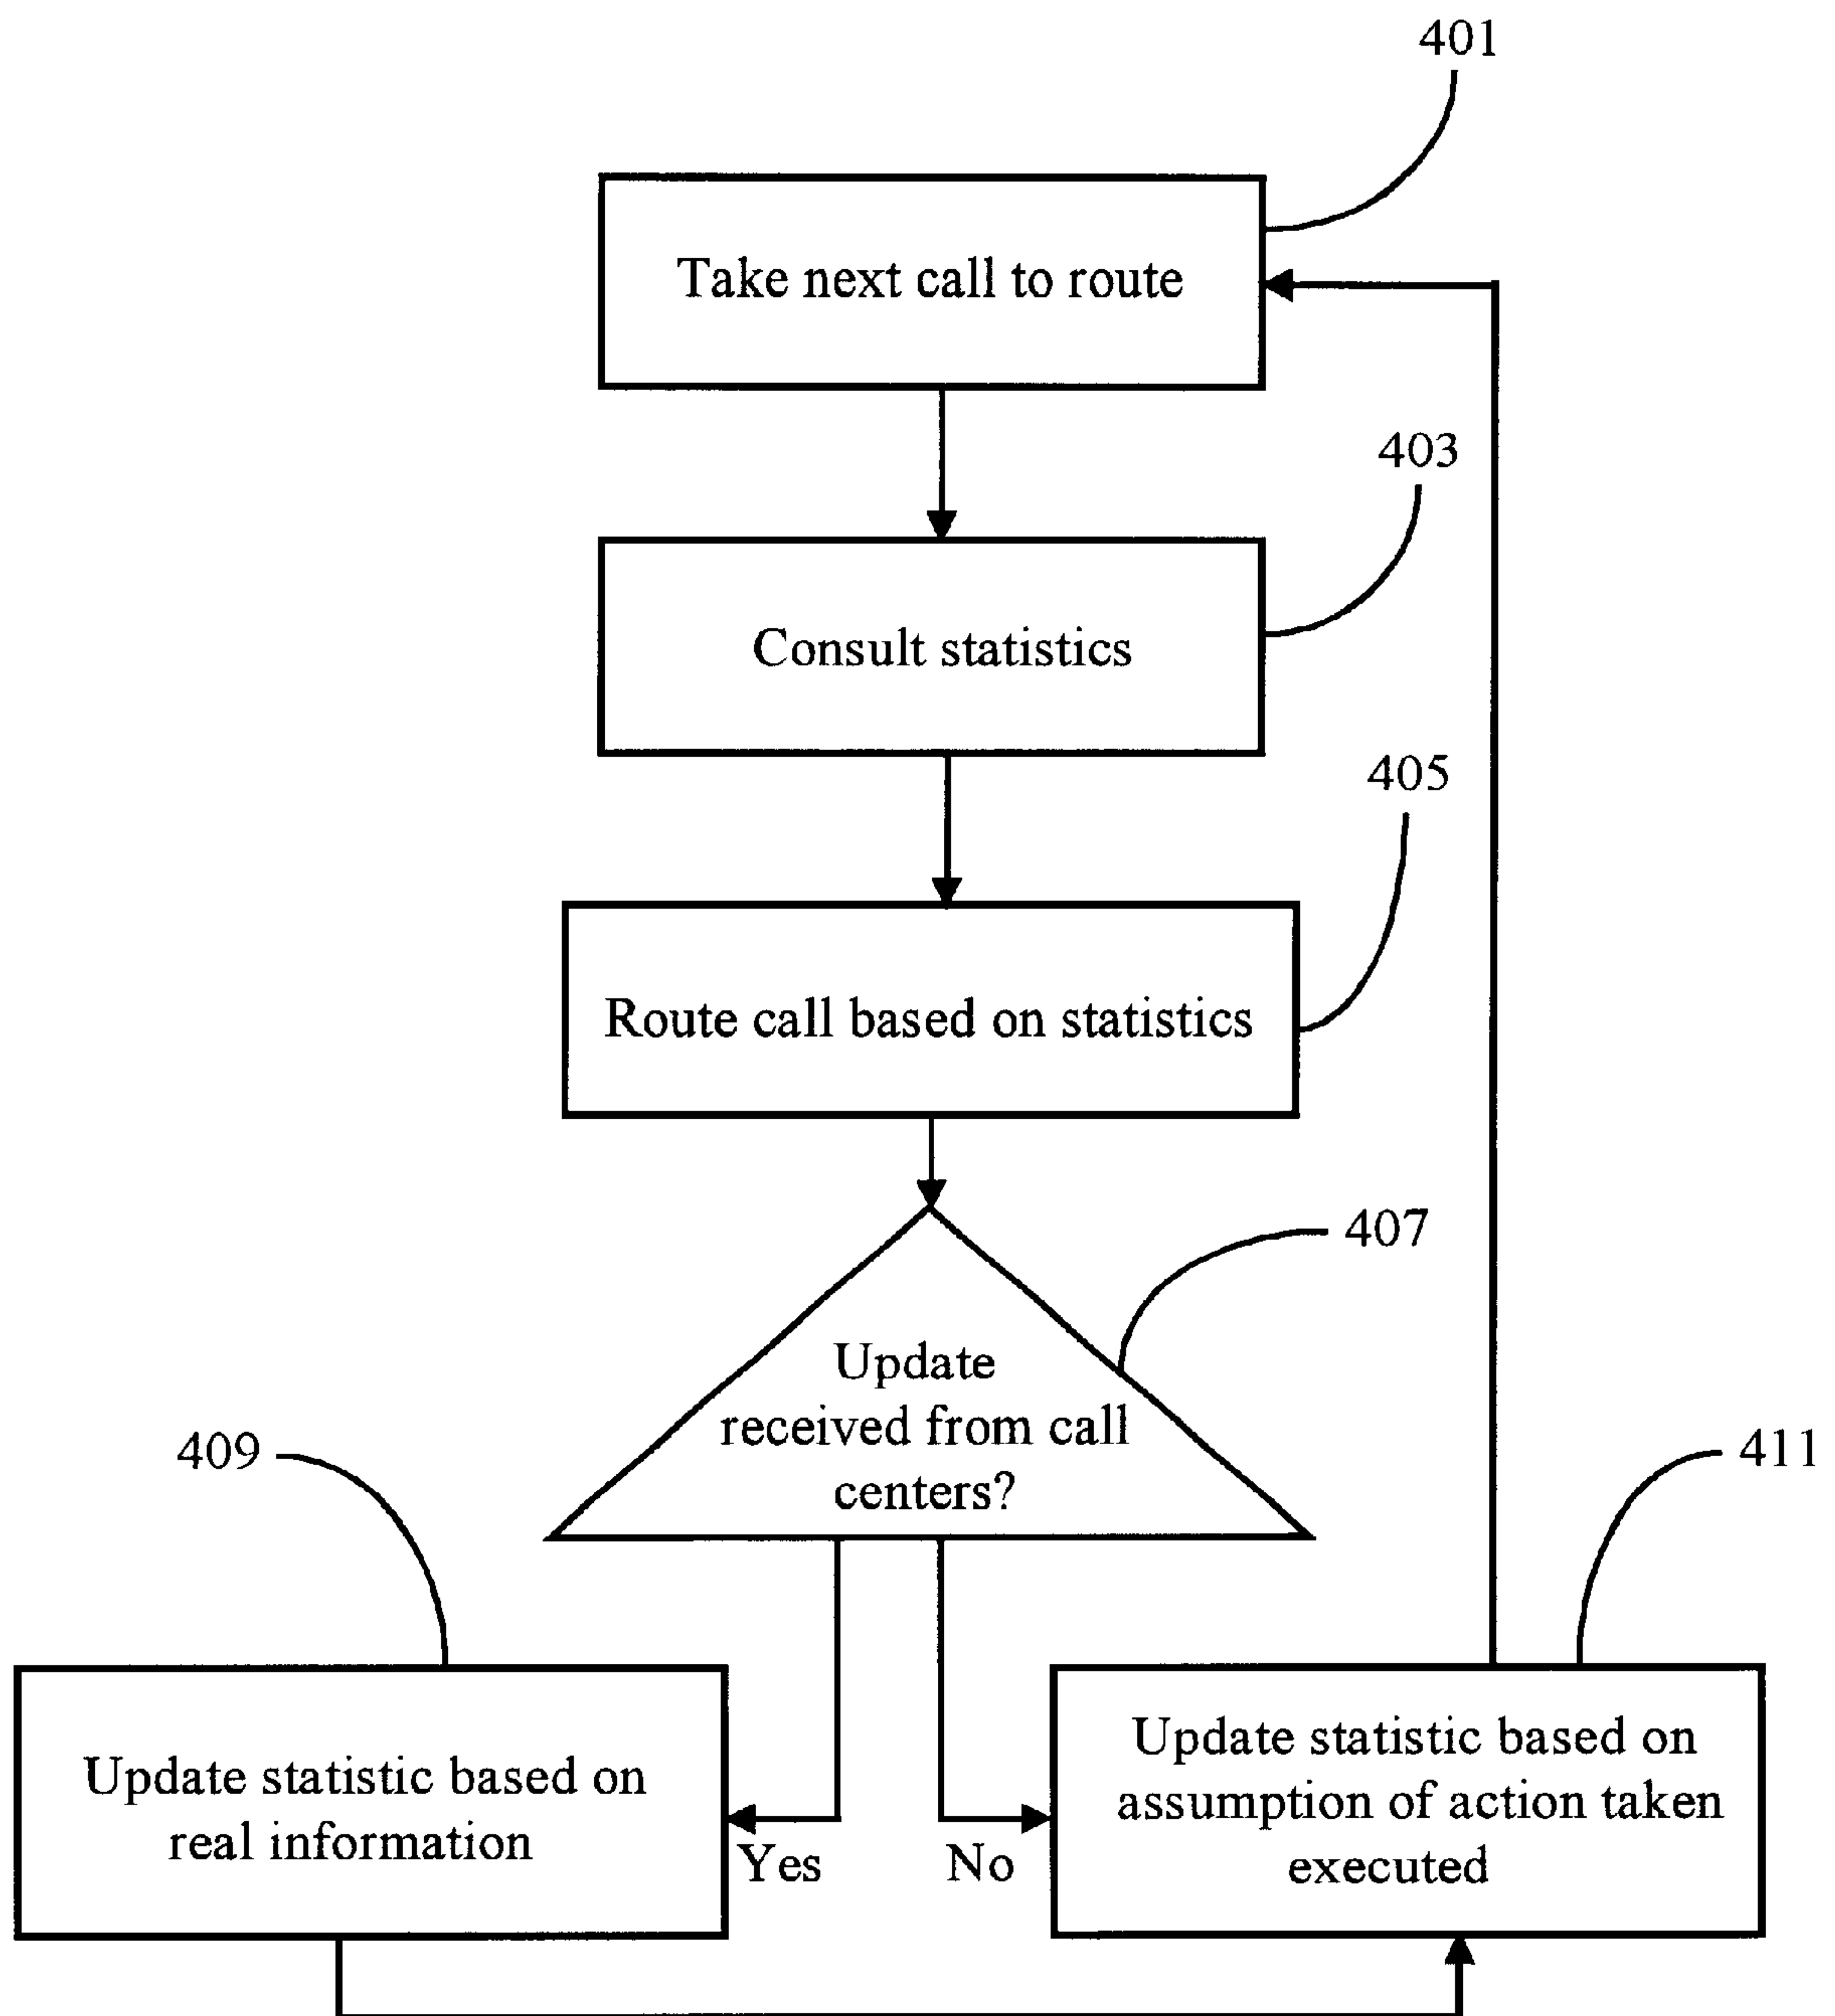 401
Take next call to route
403
Consult statistics
405
Route call based on statistics
407
Update
received from call
centers?
409
411
Update statistic based on
real information
Yes
No
Update statistic based on
assumption of action taken
executed